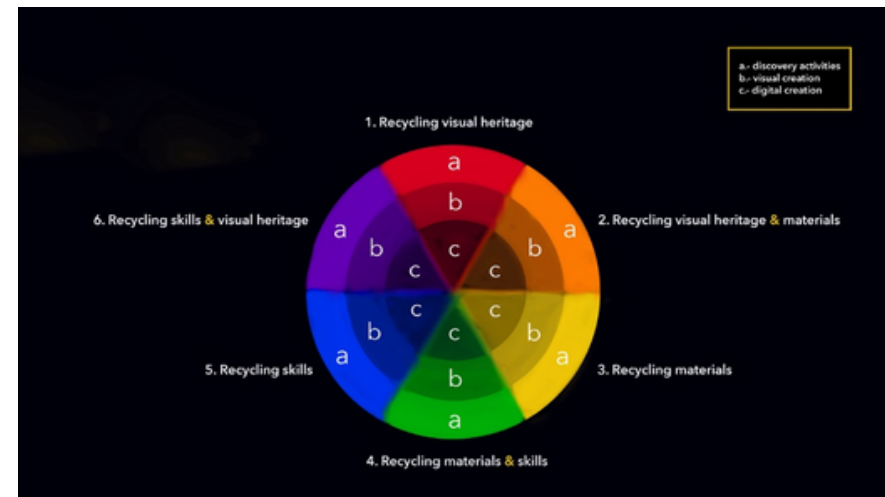 a.- discovery activities
b.- visual creation
c.- digital creation
1. Recycling visual heritage
a
b
c
6. Recycling skills & visual heritage
a
b
c
2. Recycling visual heritage & materials
a
b
c
5. Recycling skills
a
b
c
3. Recycling materials
a
b
c
4. Recycling materials & skills
a
b
c